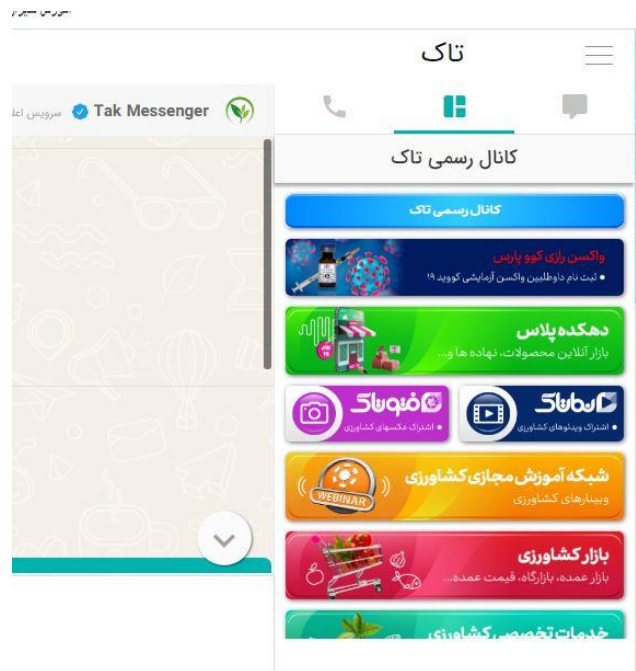 تاک
Tak Messenger
سرویس
کانال رسمی تاک
کانال رسمی تاک
واکسن رازی کوو پارس
● ثبت نام داوطلبین واکسن آزمایشی کووید ۱۹
دهکده پلاس
بازار آنلاین محصولات، نهاده ها و...
فتوتاک
● اشتراک عکسهای کشاورزی
● اشتراک ویدئوهای کشاورزی
شبکه آموزش مجازی کشاورزی
وبینارهای کشاورزی
WEBINAR
بازار کشاورزی
بازار عمده، بازارگاه، قیمت عمده...
خدمات تخصصی کشاورزی